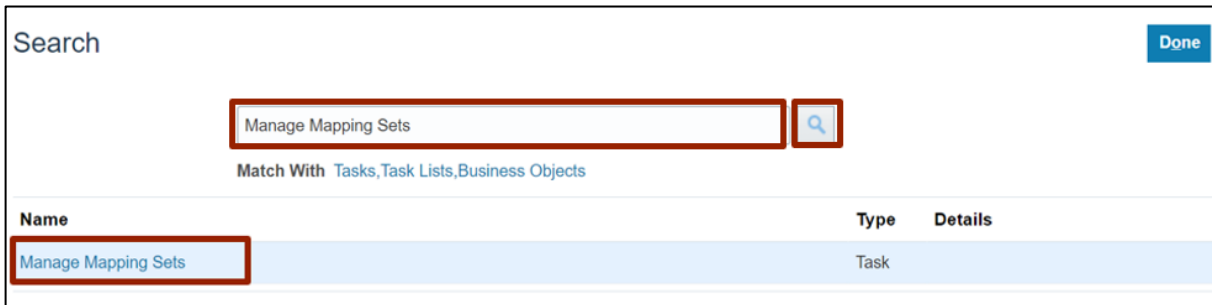 Search
Done
Manage Mapping Sets
Match With Tasks,Task Lists,Business Objects
Name Type Details
Manage Mapping Sets Task